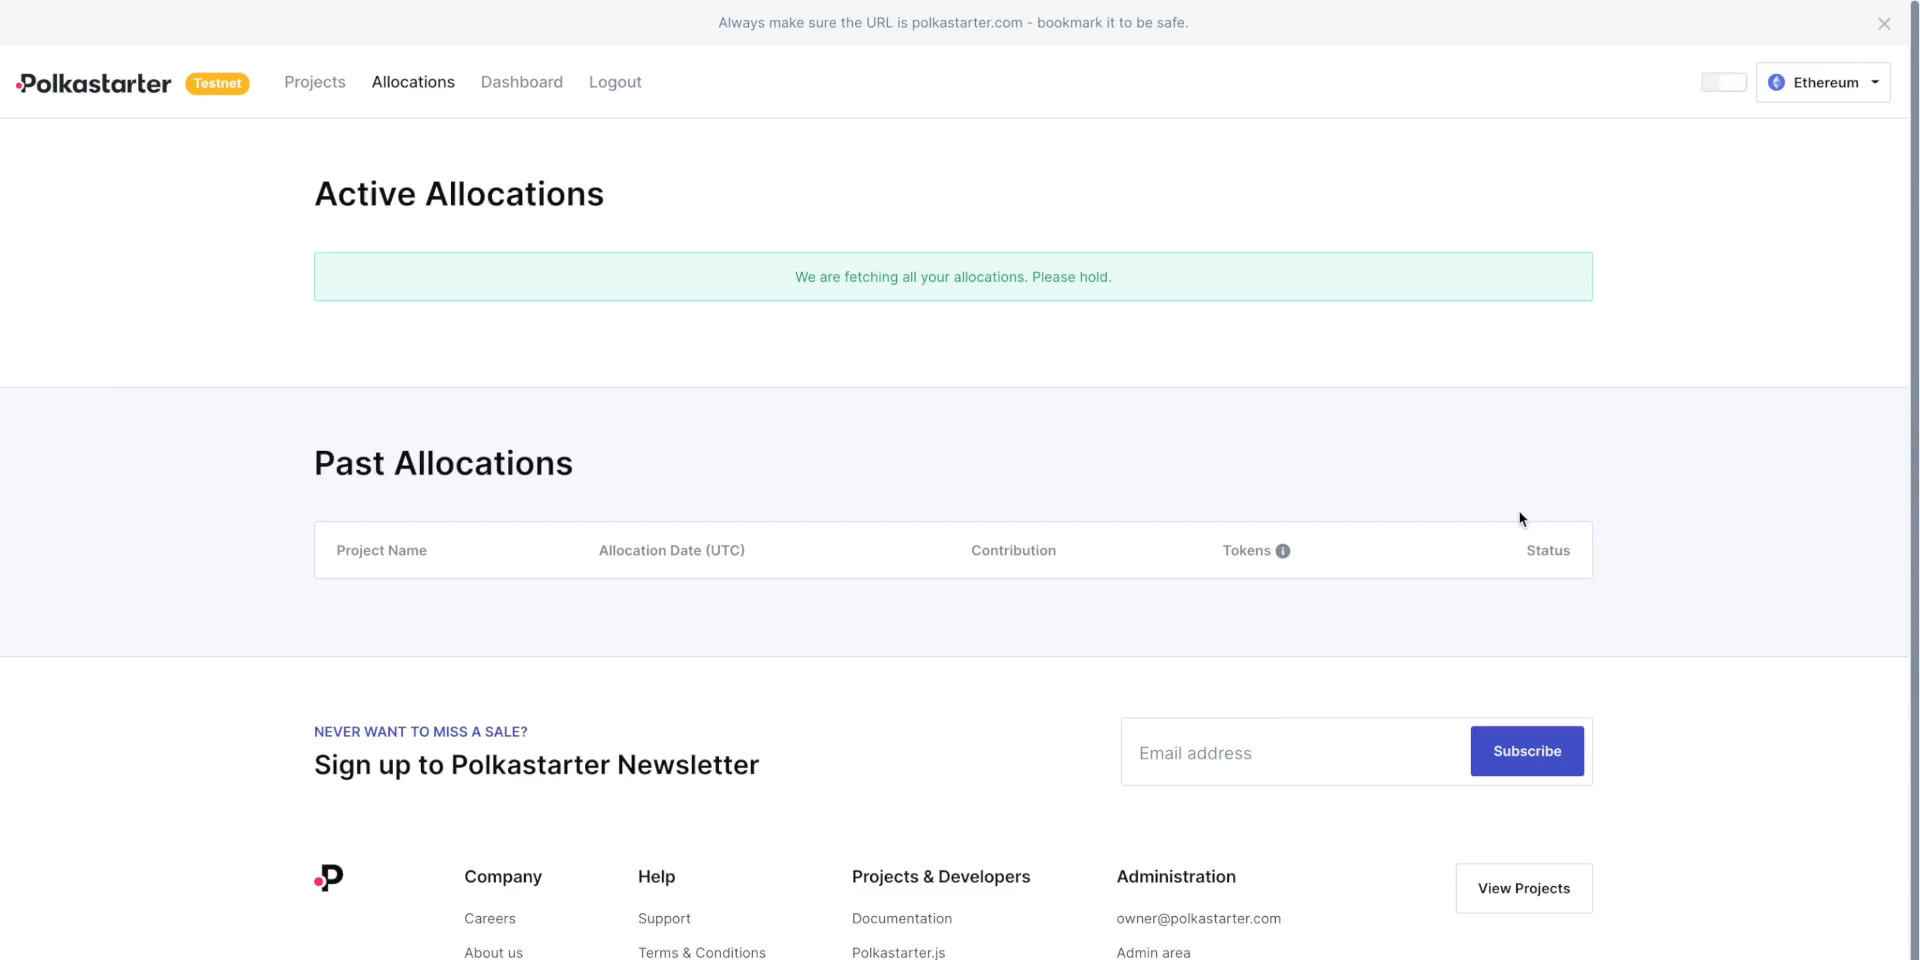 Always make sure the URL is polkastarter.com - bookmark it to be safe.
Polkastarter Testnet Projects Allocations Dashboard Logout Ethereum
Active Allocations
We are fetching all your allocations. Please hold.
Past Allocations
Project Name Allocation Date (UTC) Contribution Tokens Status
NEVER WANT TO MISS A SALE?
Sign up to Polkastarter Newsletter
Email address Subscribe
Company Help Projects & Developers Administration View Projects
Careers Support Documentation owner@polkastarter.com
About us Terms & Conditions Polkastarter.js Admin area